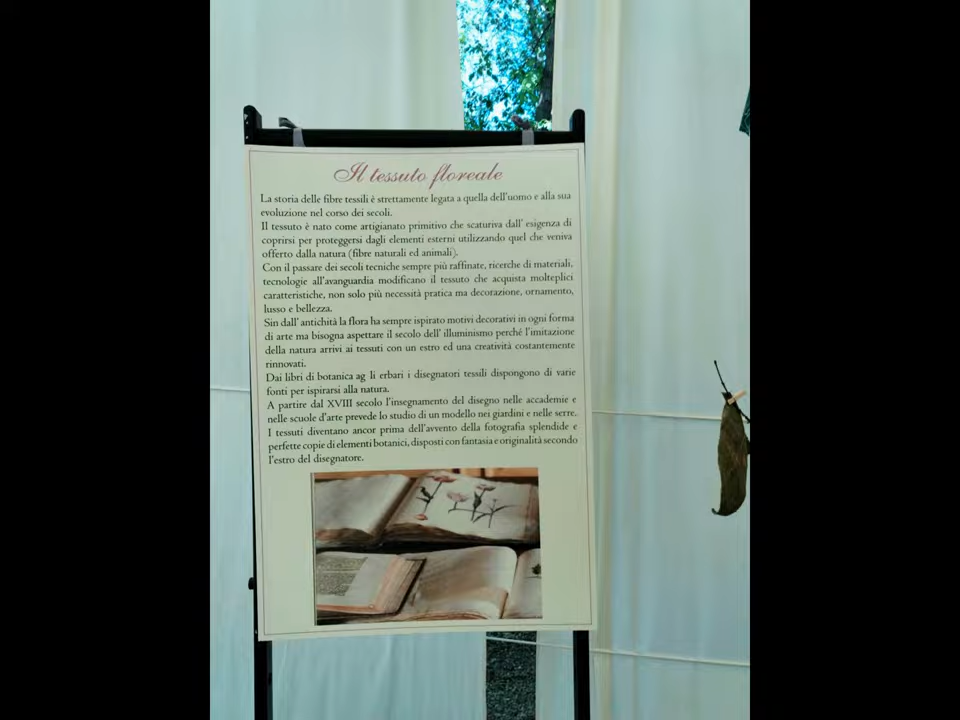 Il tessuto floreale
La storia delle fibre tessili è strettamente legata a quella dell'uomo e alla sua
evoluzione nel corso dei secoli.
Il tessuto è nato come artigianato primitivo che scaturiva dall' esigenza di
coprirsi per proteggersi dagli elementi esterni utilizzando quel che veniva
offerto dalla natura (fibre naturali ed animali).
Con il passare dei secoli tecniche sempre più raffinate, ricerche di materiali,
tecnologie all'avanguardia modificano il tessuto che acquista molteplici
caratteristiche, non solo più necessità pratica ma decorazione, ornamento,
lusso e bellezza.
Sin dall' antichità la flora ha sempre ispirato motivi decorativi in ogni forma
di arte ma bisogna aspettare il secolo dell' illuminismo perché l'imitazione
della natura arrivi ai tessuti con un estro ed una creatività costantemente
rinnovati.
Dai libri di botanica ag li erbari i disegnatori tessili dispongono di varie
fonti per ispirarsi alla natura.
A partire dal XVIII secolo l'insegnamento del disegno nelle accademie e
nelle scuole d'arte prevede lo studio di un modello nei giardini e nelle serre.
I tessuti diventano ancor prima dell'avvento della fotografia splendide e
perfette copie di elementi botanici, disposti con fantasia e originalità secondo
l'estro del disegnatore.